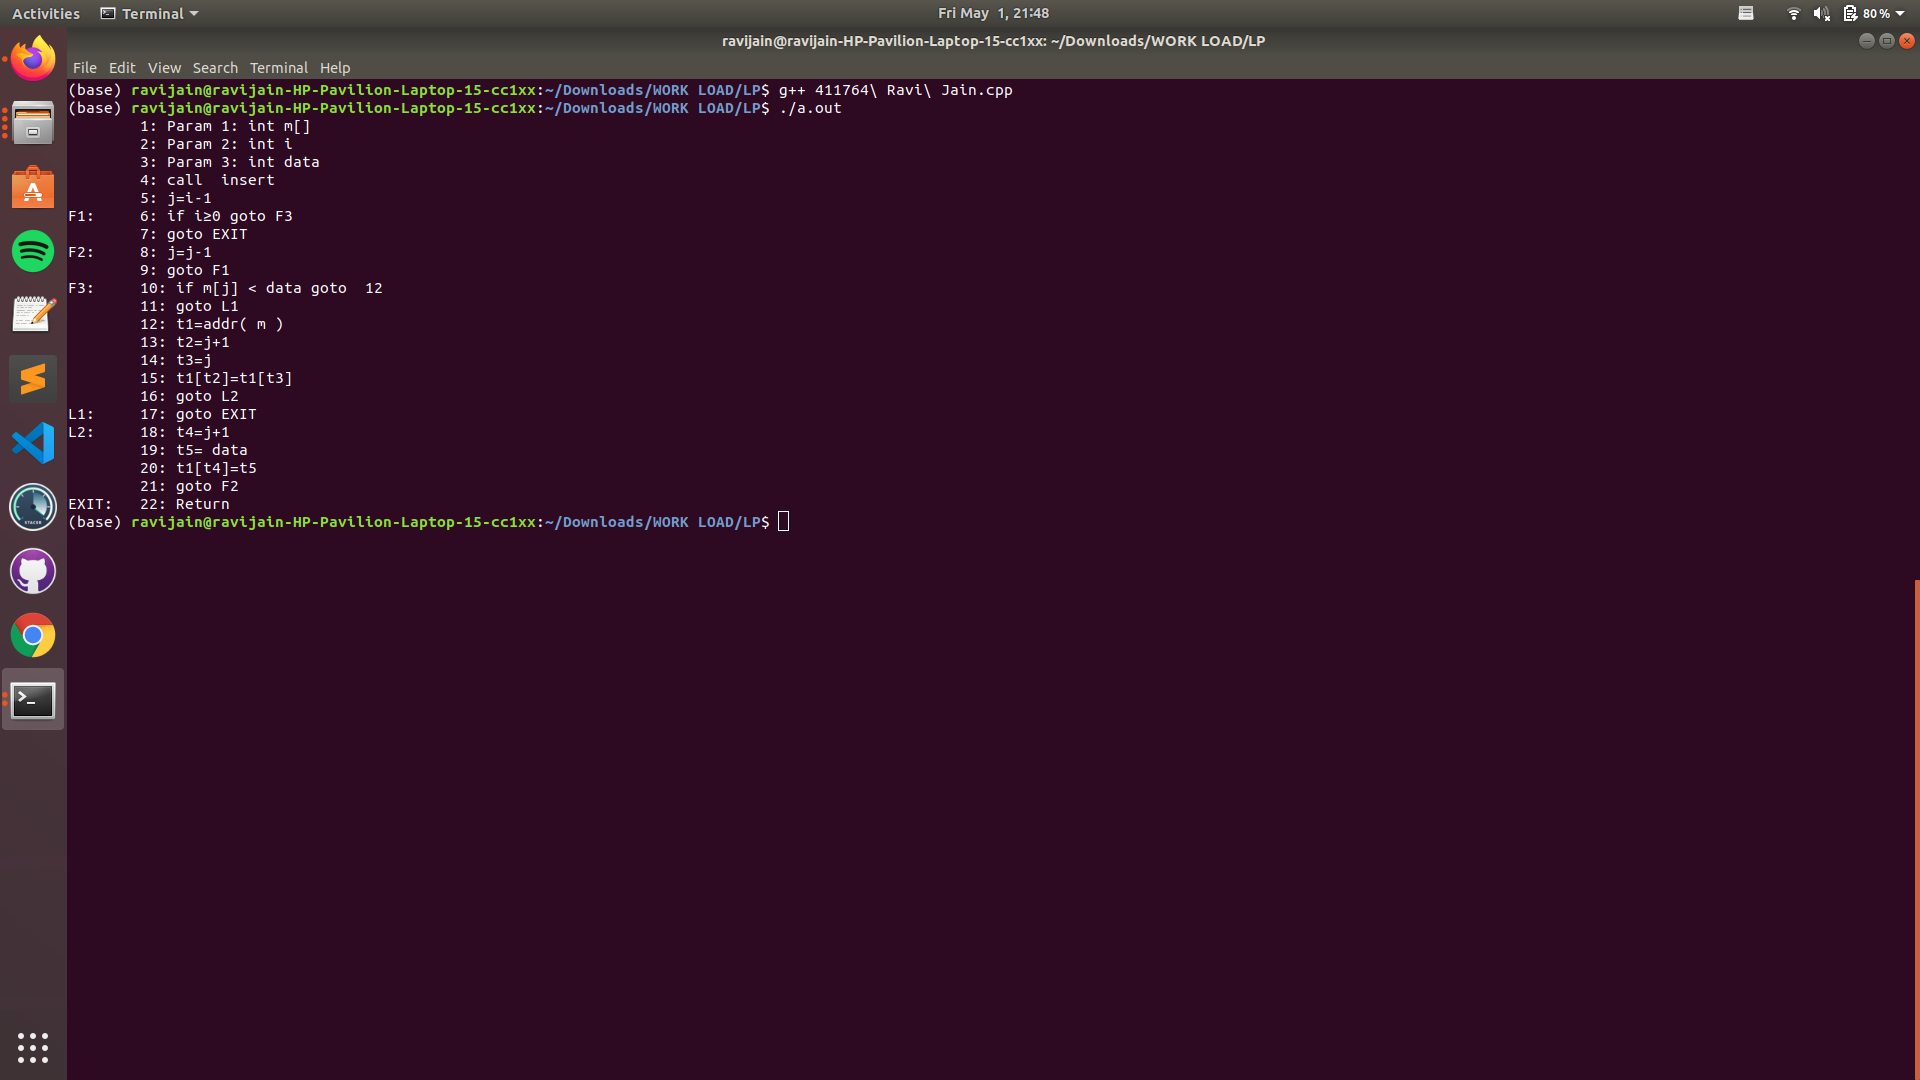 Activities Terminal Fri May 1, 21:48 80 %
ravijain@ravijain-HP-Pavilion-Laptop-15-cc1xx: ~/Downloads/WORK LOAD/LP
File Edit View Search Terminal Help
(base) ravijain@ravijain-HP-Pavilion-Laptop-15-cc1xx:~/Downloads/WORK LOAD/LP$ g++ 411764\ Ravi\ Jain.cpp
(base) ravijain@ravijain-HP-Pavilion-Laptop-15-cc1xx:~/Downloads/WORK LOAD/LP$ ./a.out
1: Param 1: int m[]
2: Param 2: int i
3: Param 3: int data
4: call  insert
5: j=i-1
F1:     6: if i≥0 goto F3
7: goto EXIT
F2:     8: j=j-1
9: goto F1
F3:     10: if m[j] < data goto  12
11: goto L1
12: t1=addr( m )
13: t2=j+1
14: t3=j
15: t1[t2]=t1[t3]
16: goto L2
L1:     17: goto EXIT
L2:     18: t4=j+1
19: t5= data
20: t1[t4]=t5
21: goto F2
EXIT:   22: Return
(base) ravijain@ravijain-HP-Pavilion-Laptop-15-cc1xx:~/Downloads/WORK LOAD/LP$